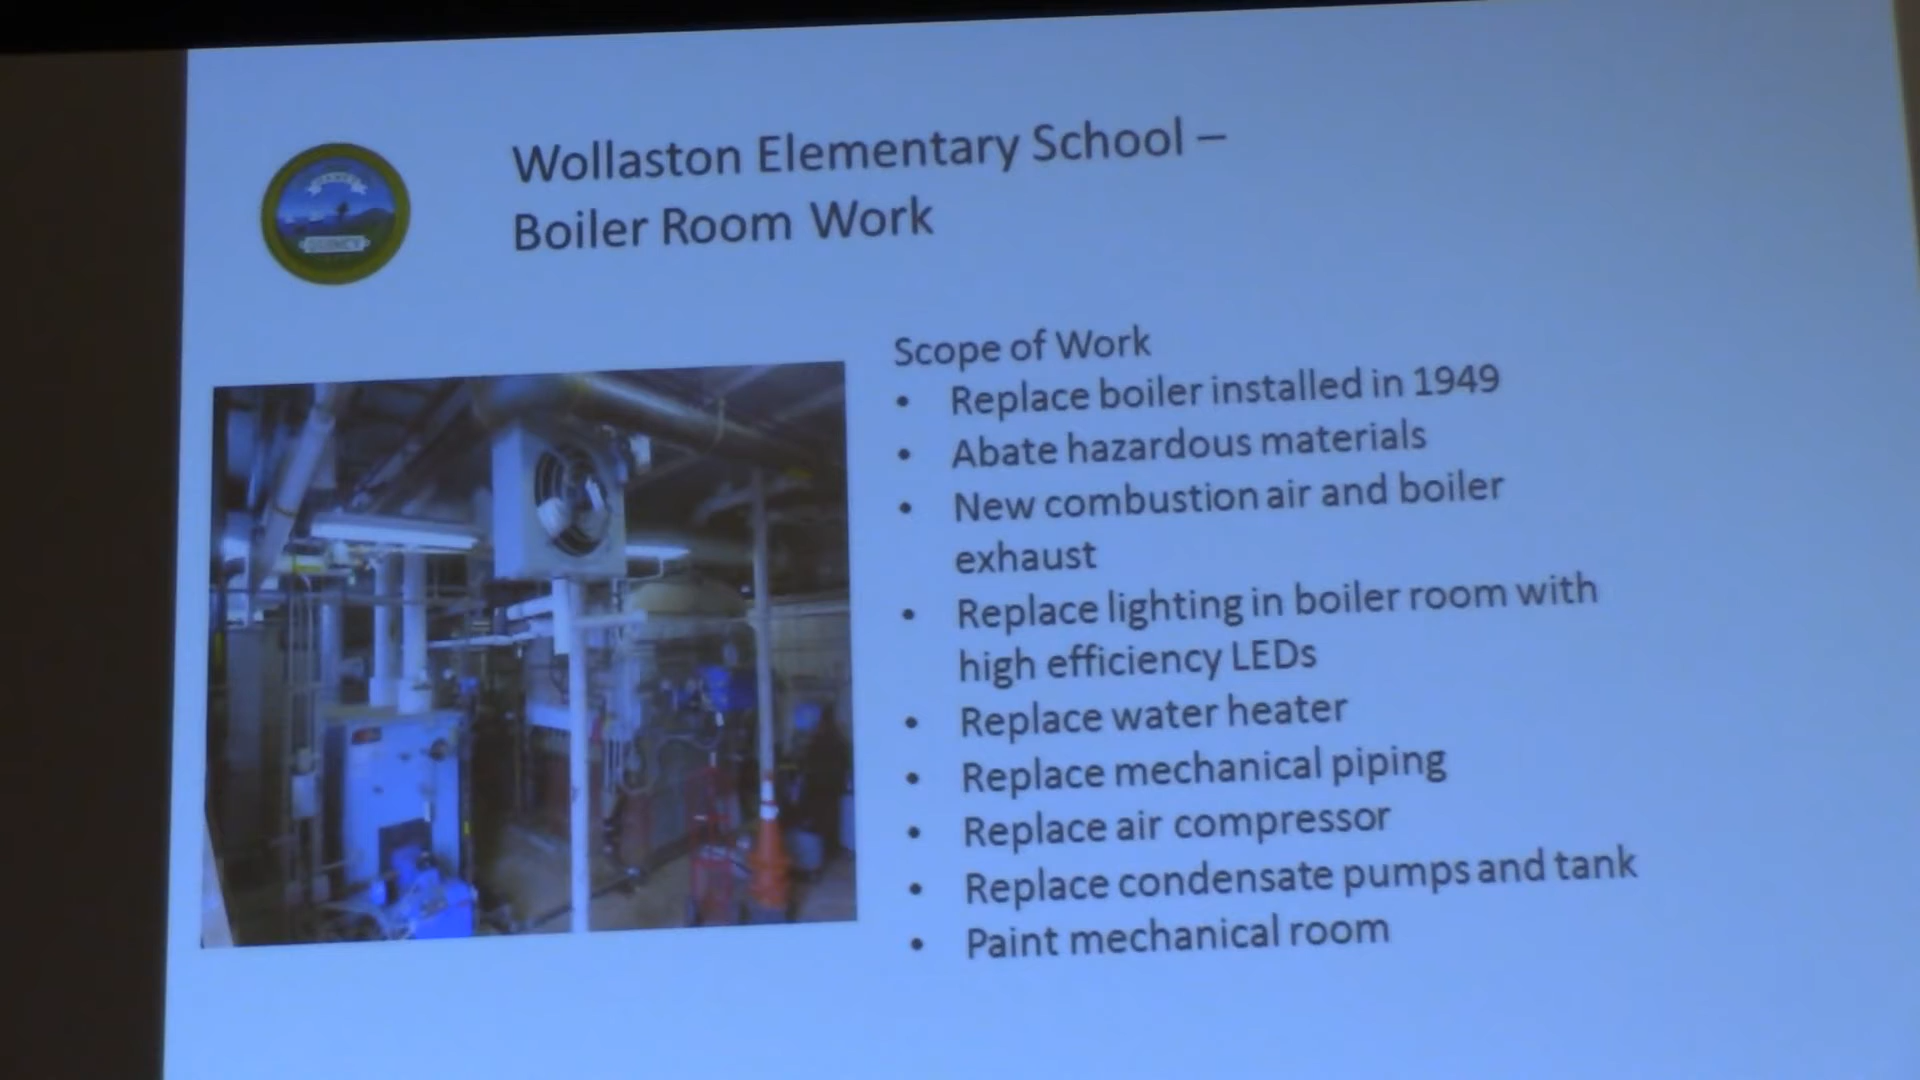 Wollaston Elementary School –
Boiler Room Work
QUINCY
Scope of Work
• Replace boiler installed in 1949
• Abate hazardous materials
• New combustion air and boiler
exhaust
• Replace lighting in boiler room with
high efficiency LEDs
• Replace water heater
• Replace mechanical piping
• Replace air compressor
• Replace condensate pumps and tank
• Paint mechanical room